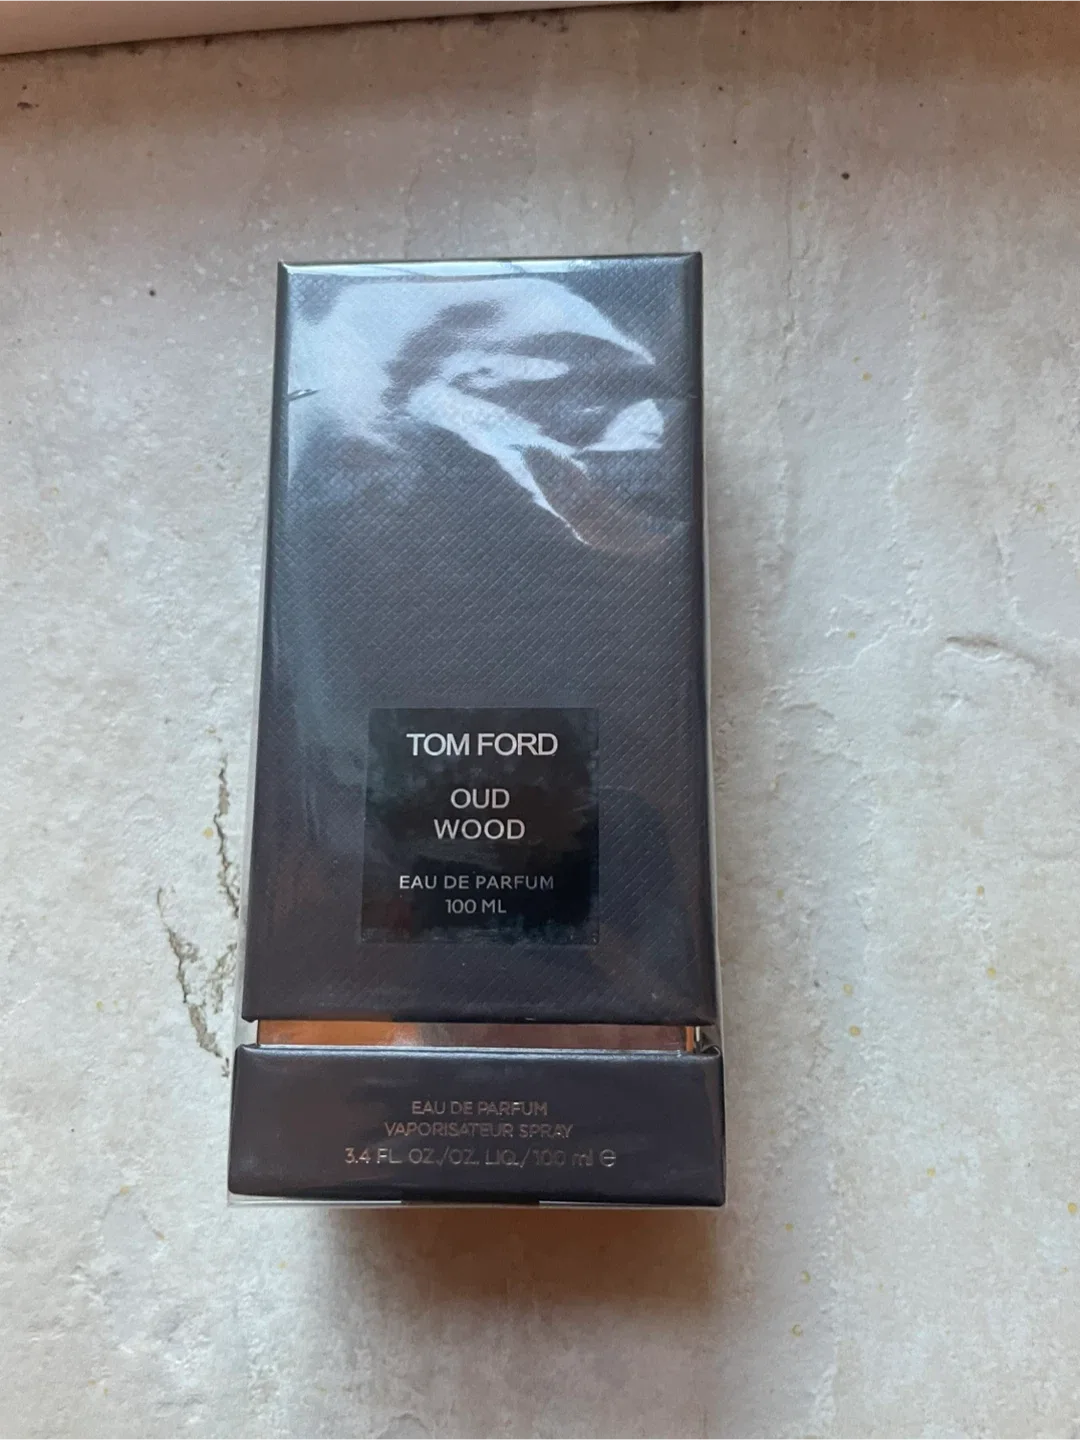 TOM FORD
OUD
WOOD
EAU DE PARFUM
100 ML
EAU DE PARFUM
VAPORISATEUR SPRAY
3.4 FL. OZ./OZ. LIQ./100 ml ℮